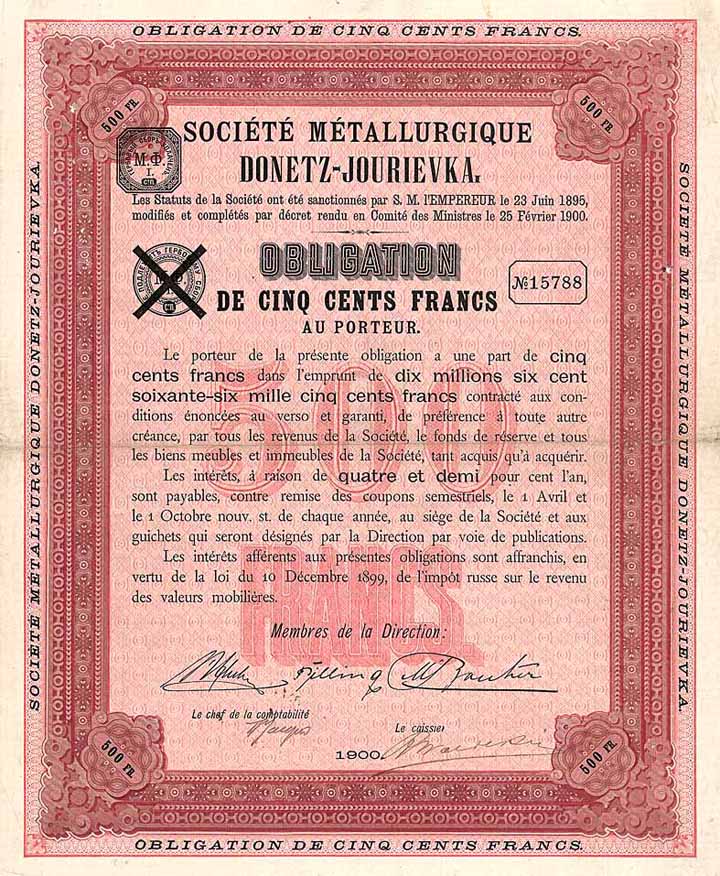 OBLIGATION DE CINQ CENTS FRANCS.
500 FR.
500 FR.
SOCIÉTÉ MÉTALLURGIQUE DONETZ-JOURIEVKA.
SOCIÉTÉ MÉTALLURGIQUE DONETZ-JOURIEVKA.
М.Ф.
I.
СПБ
SOCIÉTÉ MÉTALLURGIQUE
DONETZ-JOURIEVKA.
Les Statuts de la Société ont été sanctionnés par S. M. l'EMPEREUR le 23 Juin 1895,
modifiés et complétés par décret rendu en Comité des Ministres le 25 Février 1900.
OBLIGATION
№15788
DE CINQ CENTS FRANCS
AU PORTEUR.
500
FRANCS
Le porteur de la présente obligation a une part de cinq
cents francs dans l'emprunt de dix millions six cent
soixante-six mille cinq cents francs contracté aux con-
ditions énoncées au verso et garanti, de préférence à toute autre
créance, par tous les revenus de la Société, le fonds de réserve et tous
les biens meubles et immeubles de la Société, tant acquis qu'à acquérir.
Les intérêts, à raison de quatre et demi pour cent l'an,
sont payables, contre remise des coupons semestriels, le 1 Avril et
le 1 Octobre nouv. st. de chaque année, au siège de la Société et aux
guichets qui seront désignés par la Direction par voie de publications.
Les intérêts afférents aux présentes obligations sont affranchis, en
vertu de la loi du 10 Décembre 1899, de l'impôt russe sur le revenu
des valeurs mobilières.
Membres de la Direction:
Le chef de la comptabilité
Le caissier
1900.
500 FR.
500 FR.
OBLIGATION DE CINQ CENTS FRANCS.